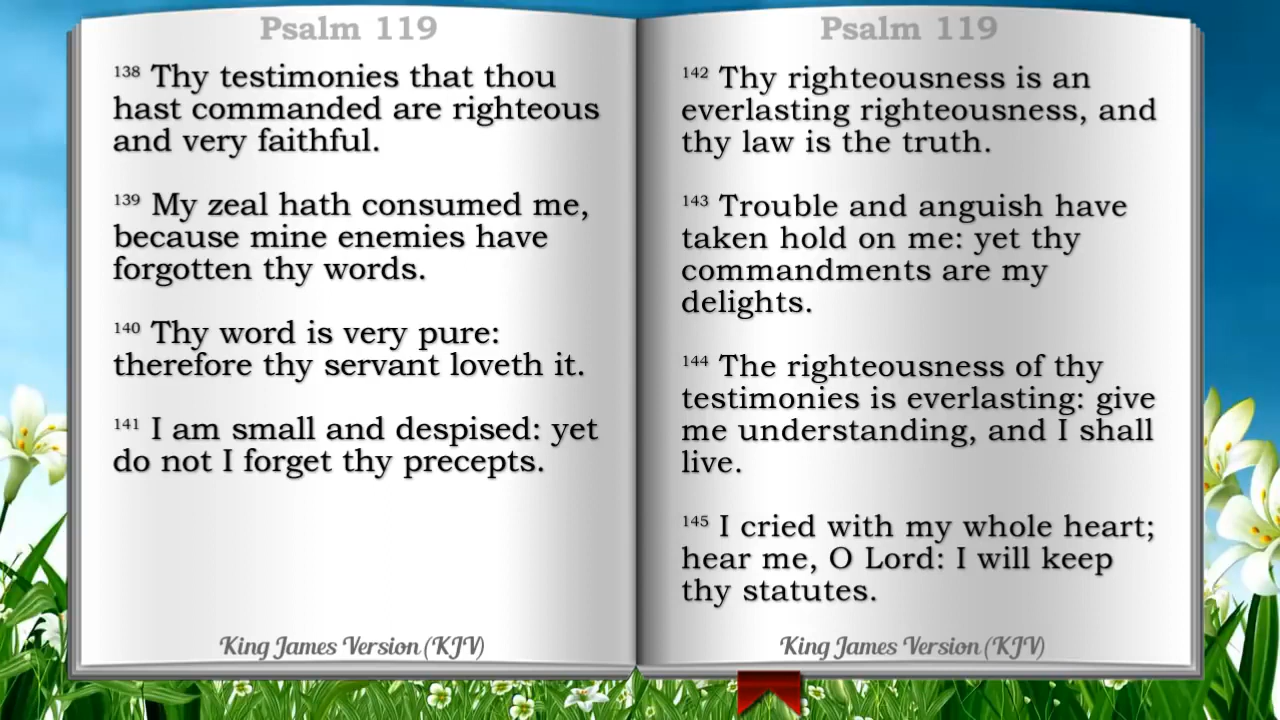 Psalm 119
138 Thy testimonies that thou
hast commanded are righteous
and very faithful.
139 My zeal hath consumed me,
because mine enemies have
forgotten thy words.
140 Thy word is very pure:
therefore thy servant loveth it.
141 I am small and despised: yet
do not I forget thy precepts.
King James Version (KJV)
Psalm 119
142 Thy righteousness is an
everlasting righteousness, and
thy law is the truth.
143 Trouble and anguish have
taken hold on me: yet thy
commandments are my
delights.
144 The righteousness of thy
testimonies is everlasting: give
me understanding, and I shall
live.
145 I cried with my whole heart;
hear me, O Lord: I will keep
thy statutes.
King James Version (KJV)